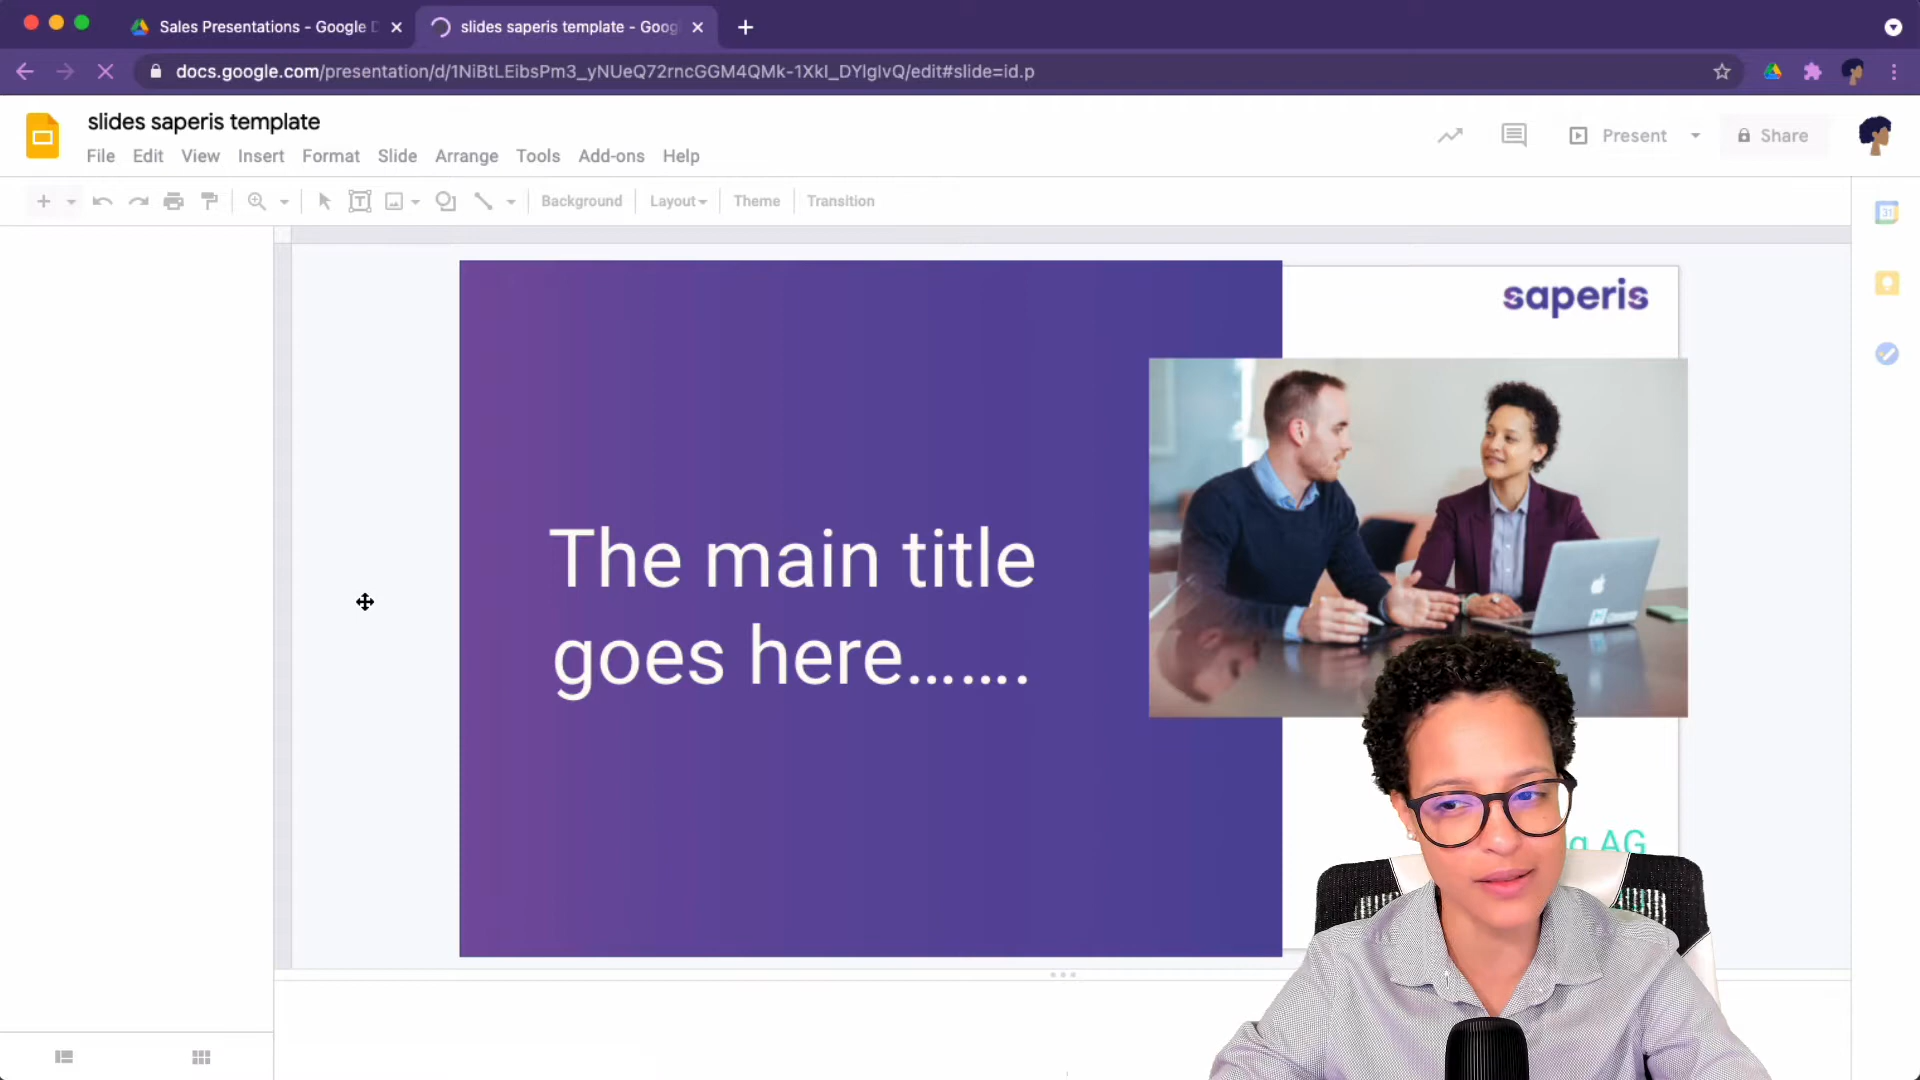 Sales Presentations - Google D
slides saperis template - Goog
docs.google.com/presentation/d/1NiBtLEibsPm3_yNUeQ72rncGGM4QMk-1XkI_DYIgIvQ/edit#slide=id.p
slides saperis template
File Edit View Insert Format Slide Arrange Tools Add-ons Help
Present
Share
Background Layout Theme Transition
31
saperis
The main title
goes here…….
AG